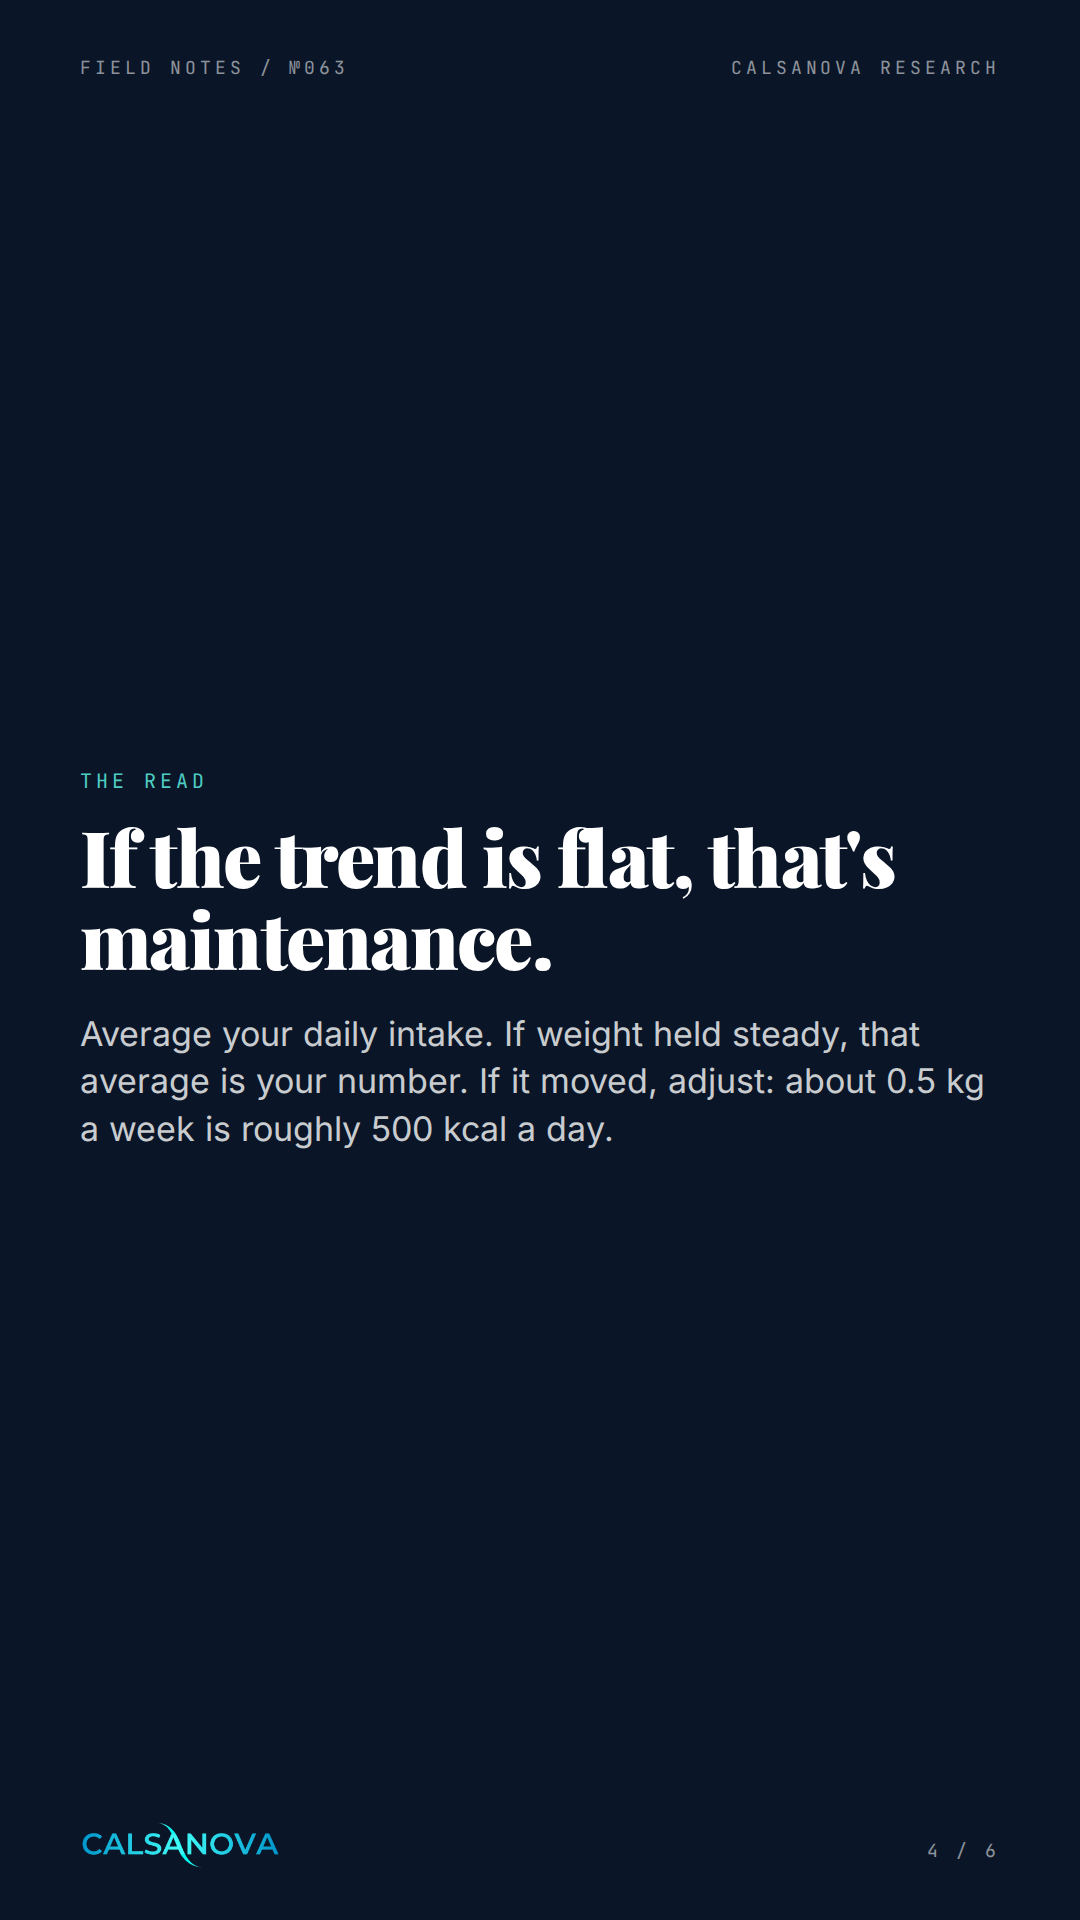 FIELD NOTES / №063
CALSANOVA RESEARCH
THE READ
If the trend is flat, that's
maintenance.
Average your daily intake. If weight held steady, that
average is your number. If it moved, adjust: about 0.5 kg
a week is roughly 500 kcal a day.
CALSANOVA
4 / 6